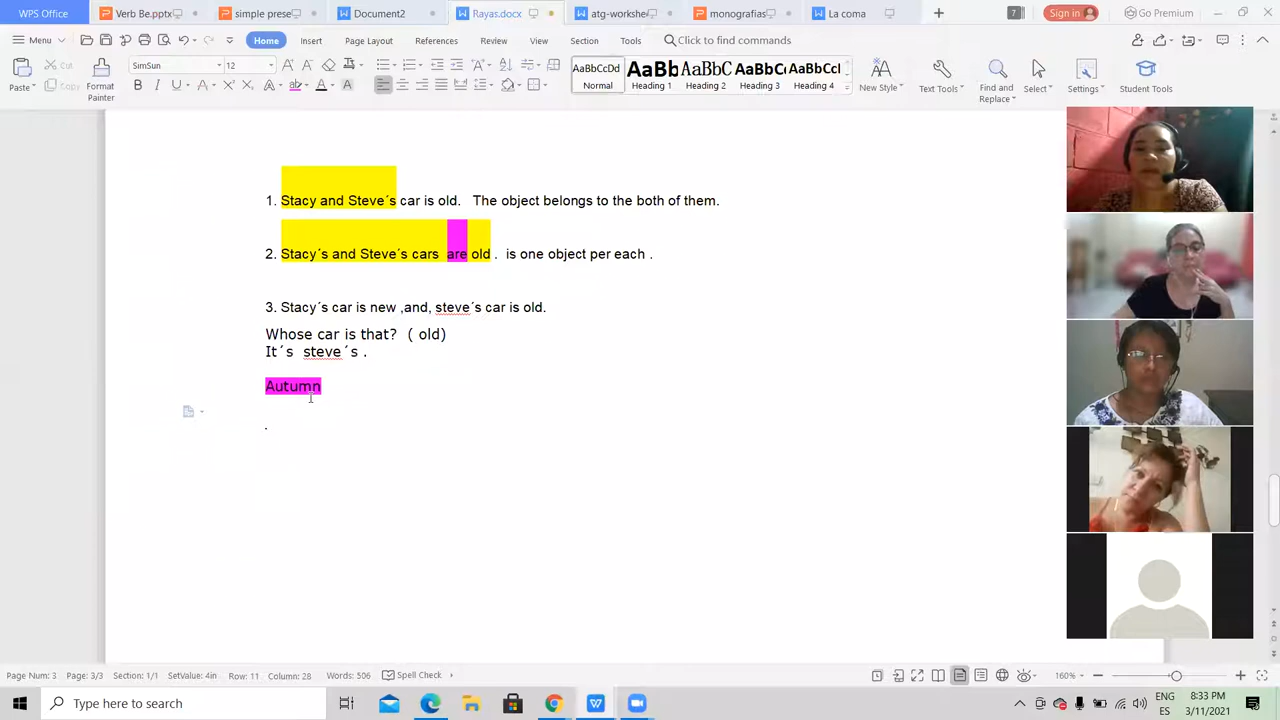 WPS Office Verb Be.pptx simple prese Document2 Rayas.docx atg-wotkshe monografias La coma 7 Sign in Go Premium
Menu Home Insert Page Layout References Review View Section Tools Click to find commands
Paste Cut Copy Format Painter SimSun 12 AaBbCcDd Normal Heading 1 Heading 2 Heading 3 Heading 4 New Style Text Tools Find and Replace Select Settings Student Tools
1. Stacy and Steve´s car is old. The object belongs to the both of them.
2. Stacy´s and Steve´s cars are old . is one object per each .
3. Stacy´s car is new ,and, steve´s car is old.
Whose car is that? ( old)
It´s steve´s .
Autumn
.
Page Num: 3 Page: 3/3 Section: 1/1 SetValue: 4in Row: 11 Column: 28 Words: 506 Spell Check 160%
Type here to search ENG ES 8:33 PM 3/11/2021